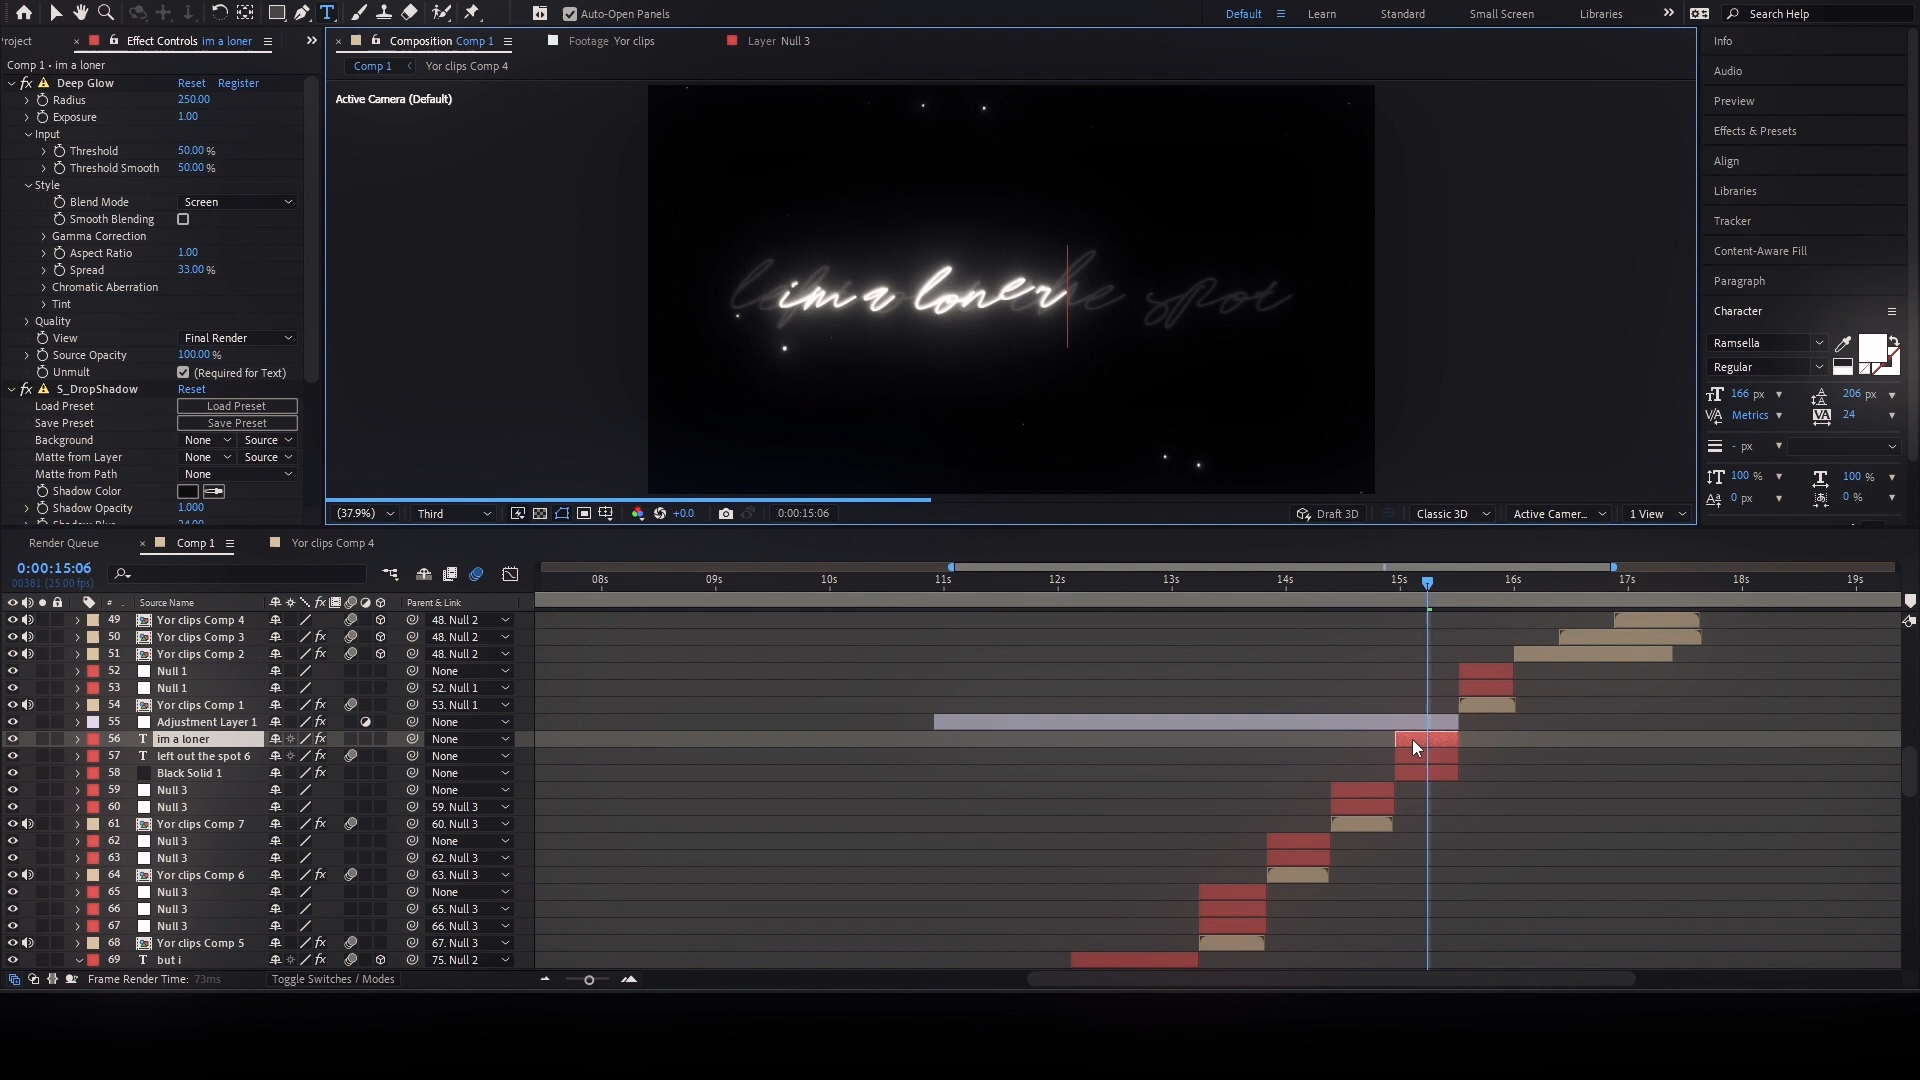 Auto-Open Panels
Default
Learn
Standard
Small Screen
Libraries
Search Help
roject
Effect Controls im a loner
Comp 1 • im a loner
Deep Glow Reset Register
Radius 250.00
Exposure 1.00
Input
Threshold 50.00 %
Threshold Smooth 50.00 %
Style
Blend Mode Screen
Smooth Blending
Gamma Correction
Aspect Ratio 1.00
Spread 33.00 %
Chromatic Aberration
Tint
Quality
View Final Render
Source Opacity 100.00 %
Unmult (Required for Text)
S_DropShadow Reset
Load Preset Load Preset
Save Preset Save Preset
Background None Source
Matte from Layer None Source
Matte from Path None
Shadow Color
Shadow Opacity 1.000
Composition Comp 1
Footage Yor clips
Layer Null 3
Comp 1 Yor clips Comp 4
Active Camera (Default)
im a loner
spot
(37.9%) Third +0.0 0:00:15:06 Draft 3D Classic 3D Active Camer... 1 View
Info
Audio
Preview
Effects & Presets
Align
Libraries
Tracker
Content-Aware Fill
Paragraph
Character
Ramsella
Regular
166 px 206 px
Metrics 24
- px
100 % 100 %
0 px 0 %
Render Queue Comp 1 Yor clips Comp 4
0:00:15:06
00381 (25.00 fps)
08s 09s 10s 11s 12s 13s 14s 15s 16s 17s 18s 19s
# Source Name fx Parent & Link
49 Yor clips Comp 4 48. Null 2
50 Yor clips Comp 3 fx 48. Null 2
51 Yor clips Comp 2 fx 48. Null 2
52 Null 1 None
53 Null 1 52. Null 1
54 Yor clips Comp 1 fx 53. Null 1
55 Adjustment Layer 1 fx None
56 T im a loner fx None
57 T left out the spot 6 fx None
58 Black Solid 1 fx None
59 Null 3 None
60 Null 3 59. Null 3
61 Yor clips Comp 7 fx 60. Null 3
62 Null 3 None
63 Null 3 62. Null 3
64 Yor clips Comp 6 fx 63. Null 3
65 Null 3 None
66 Null 3 65. Null 3
67 Null 3 66. Null 3
68 Yor clips Comp 5 fx 67. Null 3
69 T but i fx 75. Null 2
Frame Render Time: 73ms Toggle Switches / Modes